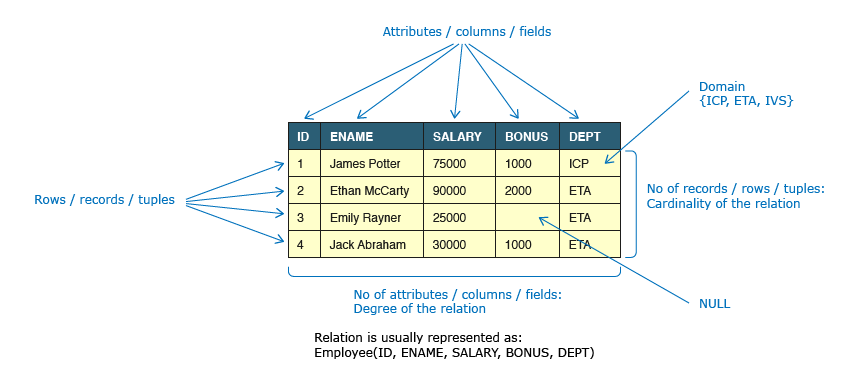 Attributes / columns / fields
Domain
{ICP, ETA, IVS}
ID ENAME SALARY BONUS DEPT
1 James Potter 75000 1000 ICP
2 Ethan McCarty 90000 2000 ETA
3 Emily Rayner 25000 ETA
4 Jack Abraham 30000 1000 ETA
Rows / records / tuples
No of records / rows / tuples:
Cardinality of the relation
No of attributes / columns / fields:
Degree of the relation
NULL
Relation is usually represented as:
Employee(ID, ENAME, SALARY, BONUS, DEPT)